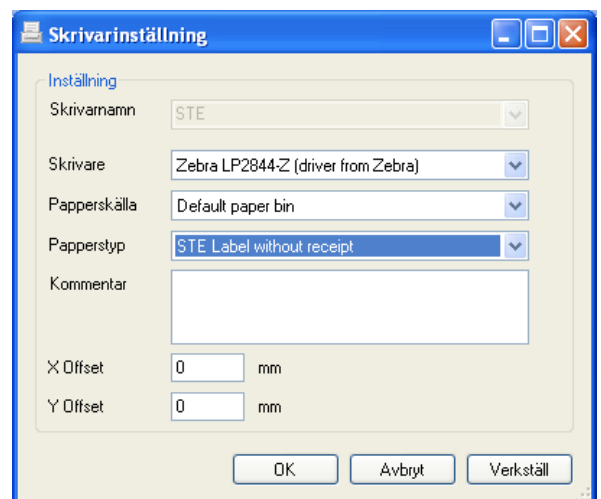 Skrivarinställning
Inställning
Skrivarnamn STE
Skrivare Zebra LP2844-Z (driver from Zebra)
Papperskälla Default paper bin
Papperstyp STE Label without receipt
Kommentar
X Offset 0 mm
Y Offset 0 mm
OK Avbryt Verkställ